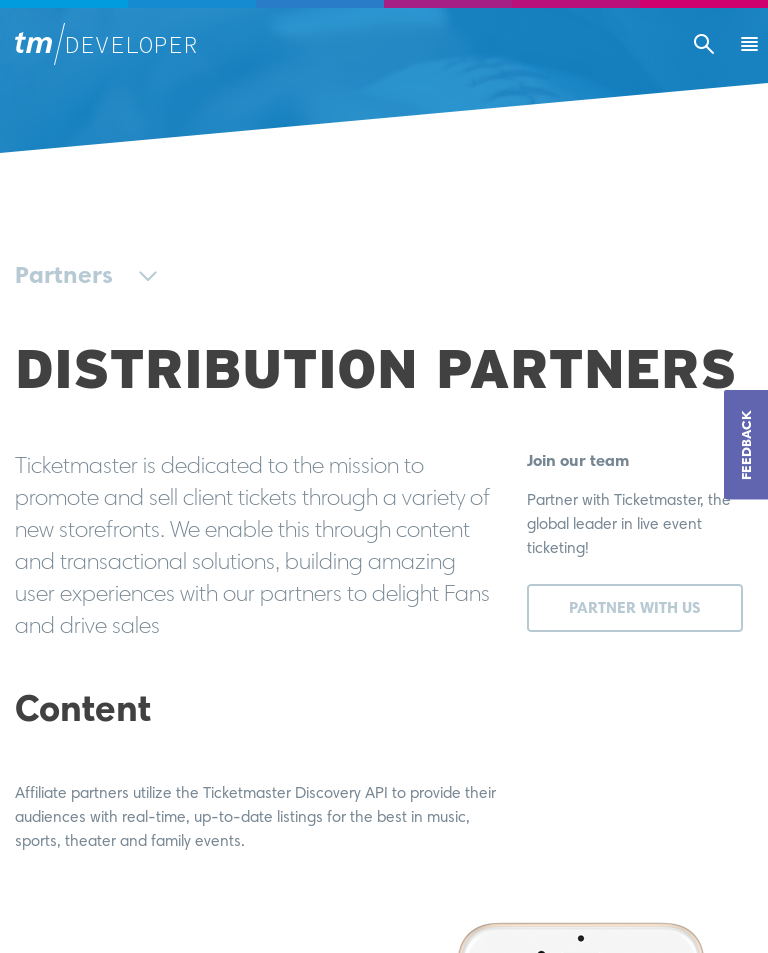 tm/DEVELOPER
Partners
DISTRIBUTION PARTNERS
Ticketmaster is dedicated to the mission to
promote and sell client tickets through a variety of
new storefronts. We enable this through content
and transactional solutions, building amazing
user experiences with our partners to delight Fans
and drive sales
Join our team
Partner with Ticketmaster, the
global leader in live event
ticketing!
PARTNER WITH US
FEEDBACK
Content
Affiliate partners utilize the Ticketmaster Discovery API to provide their
audiences with real-time, up-to-date listings for the best in music,
sports, theater and family events.